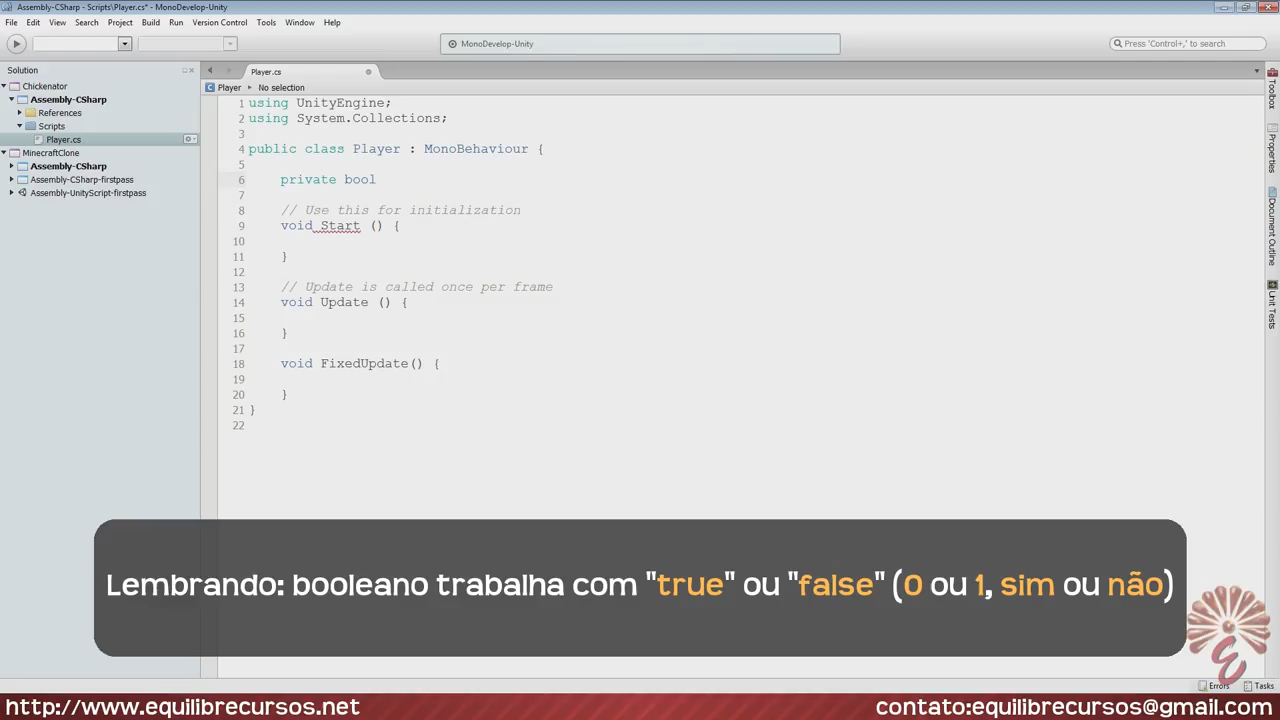 Assembly-CSharp - Scripts\Player.cs* - MonoDevelop-Unity
File Edit View Search Project Build Run Version Control Tools Window Help
MonoDevelop-Unity
Press 'Control+,' to search
Solution
Chickenator
Assembly-CSharp
References
Scripts
Player.cs
MinecraftClone
Assembly-CSharp
Assembly-CSharp-firstpass
Assembly-UnityScript-firstpass
Player.cs
Player No selection
1 using UnityEngine;
2 using System.Collections;
3
4 public class Player : MonoBehaviour {
5
6 private bool
7
8 // Use this for initialization
9 void Start () {
10
11 }
12
13 // Update is called once per frame
14 void Update () {
15
16 }
17
18 void FixedUpdate() {
19
20 }
21 }
22
Toolbox
Properties
Document Outline
Unit Tests
Lembrando: booleano trabalha com "true" ou "false" (0 ou 1, sim ou não)
Errors Tasks
http://www.equilibrecursos.net
contato:equilibrecursos@gmail.com